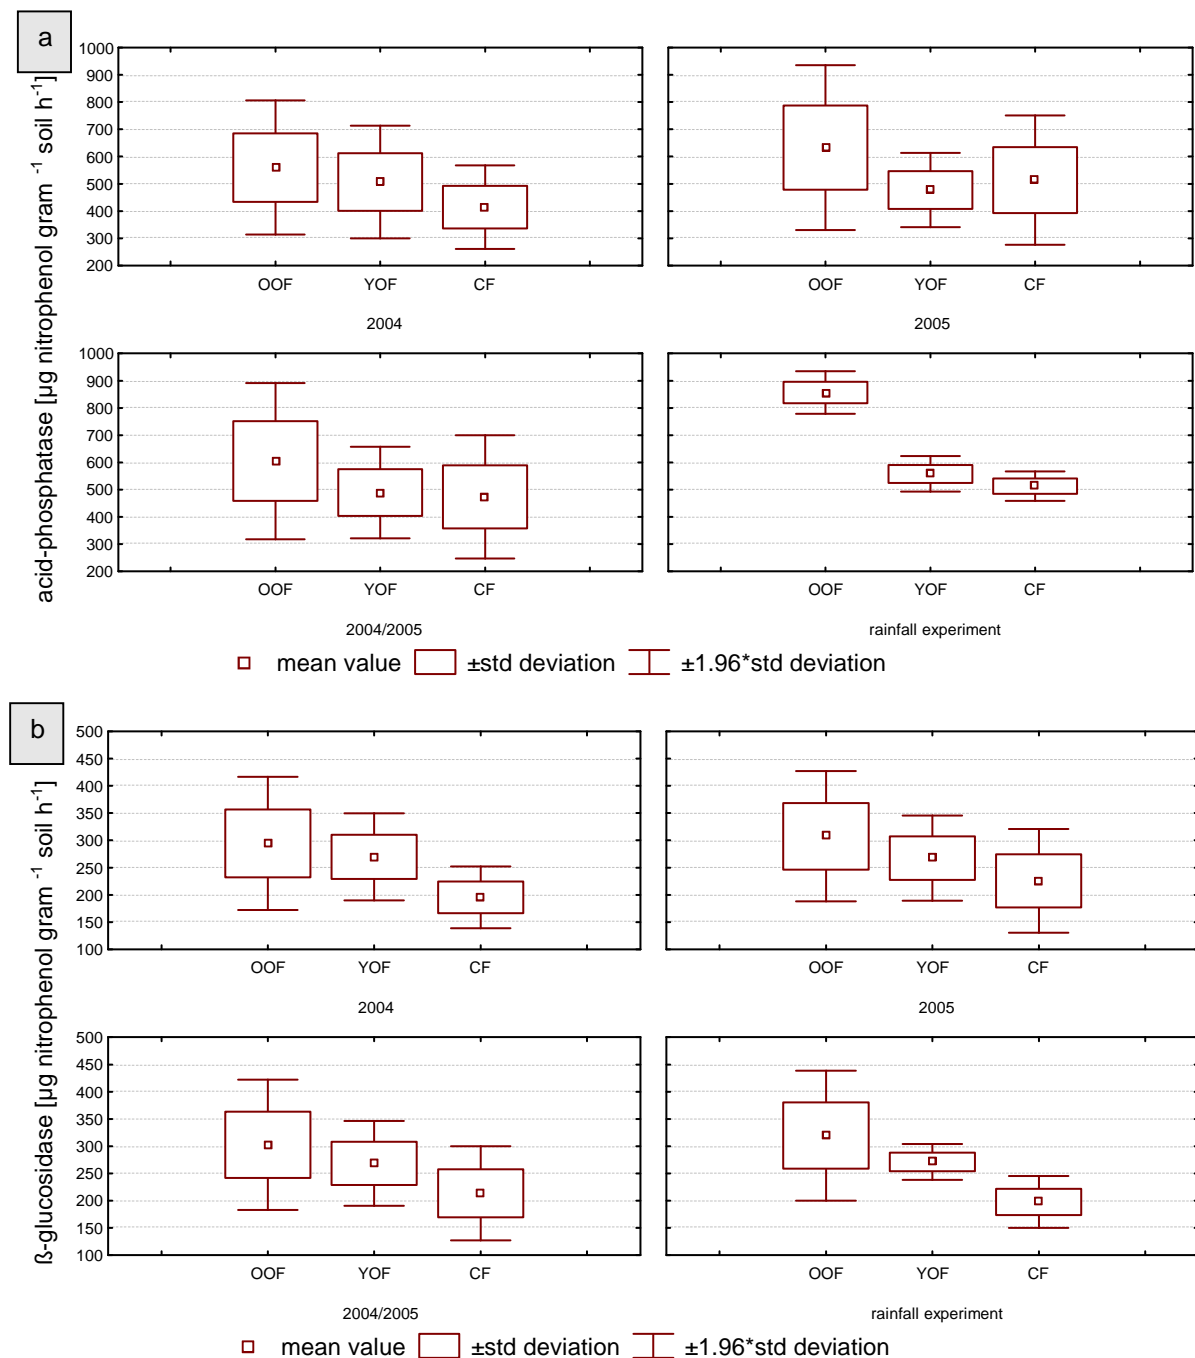 a
acid-phosphatase [µg nitrophenol gram ⁻¹ soil h⁻¹]
1000
900
800
700
600
500
400
300
200
OOF YOF CF
2004
OOF YOF CF
2005
1000
900
800
700
600
500
400
300
200
OOF YOF CF
2004/2005
OOF YOF CF
rainfall experiment
mean value ±std deviation ±1.96*std deviation
b
ß-glucosidase [µg nitrophenol gram ⁻¹ soil h⁻¹]
500
450
400
350
300
250
200
150
100
OOF YOF CF
2004
OOF YOF CF
2005
500
450
400
350
300
250
200
150
100
OOF YOF CF
2004/2005
OOF YOF CF
rainfall experiment
mean value ±std deviation ±1.96*std deviation